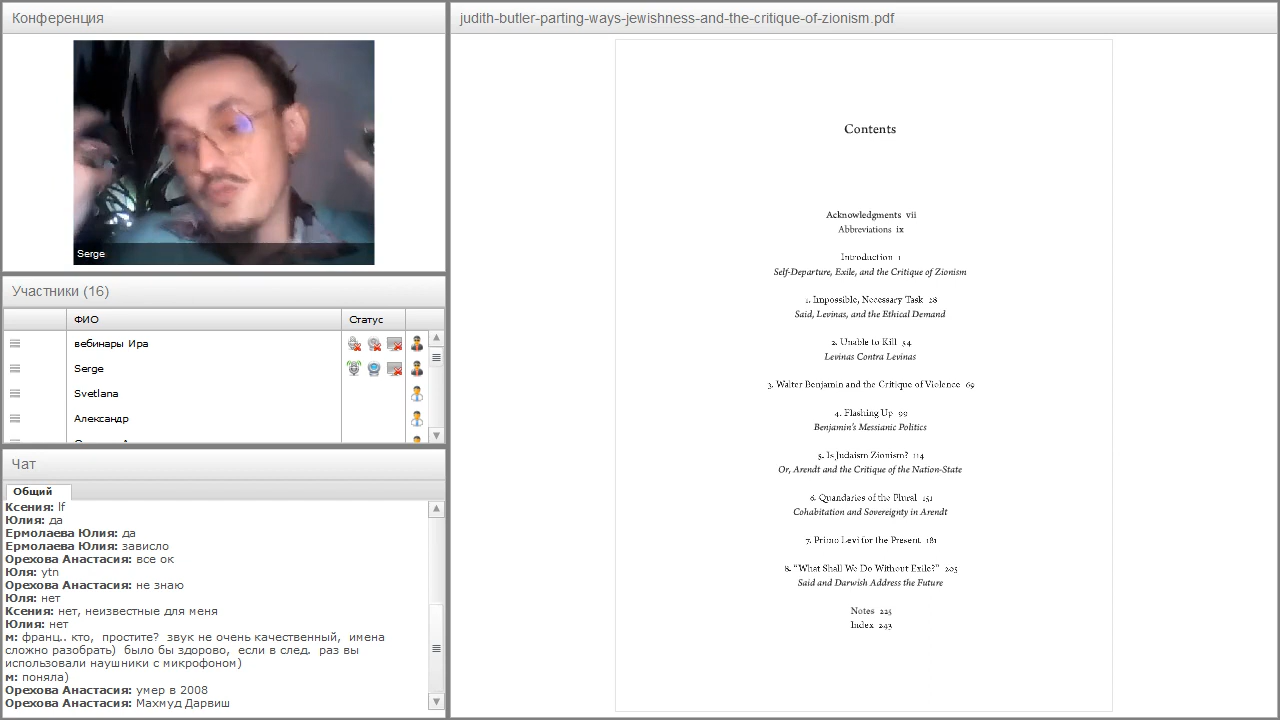 Конференция
Serge
Участники (16)
ФИО
Статус
вебинары Ира
Serge
Svetlana
Александр
Чат
Общий
Ксения: lf
Юлия: да
Ермолаева Юлия: да
Ермолаева Юлия: зависло
Орехова Анастасия: все ок
Юля: ytn
Орехова Анастасия: не знаю
Юля: нет
Ксения: нет, неизвестные для меня
Юлия: нет
м: франц.. кто, простите? звук не очень качественный, имена
сложно разобрать) было бы здорово, если в след. раз вы
использовали наушники с микрофоном)
м: поняла)
Орехова Анастасия: умер в 2008
Орехова Анастасия: Махмуд Дарвиш
judith-butler-parting-ways-jewishness-and-the-critique-of-zionism.pdf
Contents
Acknowledgments vii
Abbreviations ix
Introduction 1
Self-Departure, Exile, and the Critique of Zionism
1. Impossible, Necessary Task 28
Said, Levinas, and the Ethical Demand
2. Unable to Kill 54
Levinas Contra Levinas
3. Walter Benjamin and the Critique of Violence 69
4. Flashing Up 99
Benjamin's Messianic Politics
5. Is Judaism Zionism? 114
Or, Arendt and the Critique of the Nation-State
6. Quandaries of the Plural 151
Cohabitation and Sovereignty in Arendt
7. Primo Levi for the Present 181
8. “What Shall We Do Without Exile?” 205
Said and Darwish Address the Future
Notes 225
Index 243